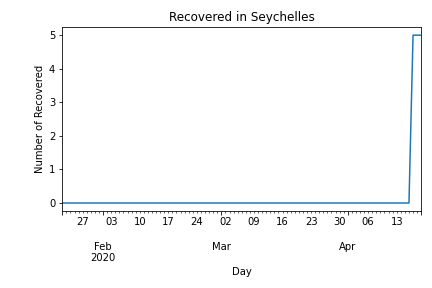 Recovered in Seychelles
Number of Recovered
5
4
3
2
1
0
27 03 10 17 24 02 09 16 23 30 06 13
Feb Mar Apr
2020
Day